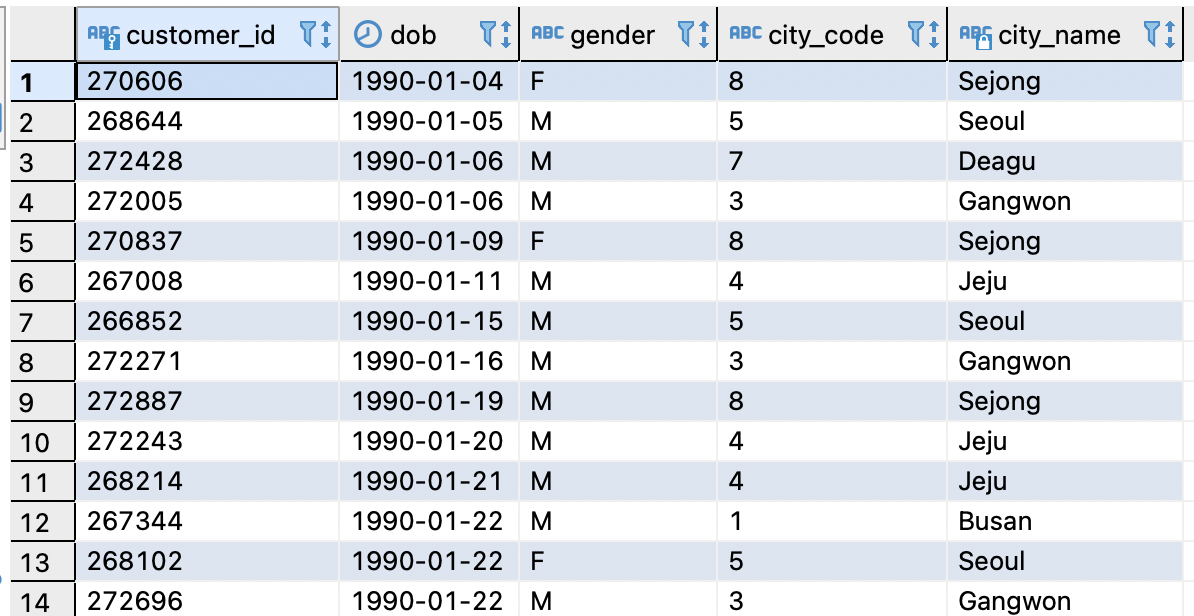 ABC customer_id dob ABC gender ABC city_code ABC city_name
1 270606 1990-01-04 F 8 Sejong
2 268644 1990-01-05 M 5 Seoul
3 272428 1990-01-06 M 7 Deagu
4 272005 1990-01-06 M 3 Gangwon
5 270837 1990-01-09 F 8 Sejong
6 267008 1990-01-11 M 4 Jeju
7 266852 1990-01-15 M 5 Seoul
8 272271 1990-01-16 M 3 Gangwon
9 272887 1990-01-19 M 8 Sejong
10 272243 1990-01-20 M 4 Jeju
11 268214 1990-01-21 M 4 Jeju
12 267344 1990-01-22 M 1 Busan
13 268102 1990-01-22 F 5 Seoul
14 272696 1990-01-22 M 3 Gangwon